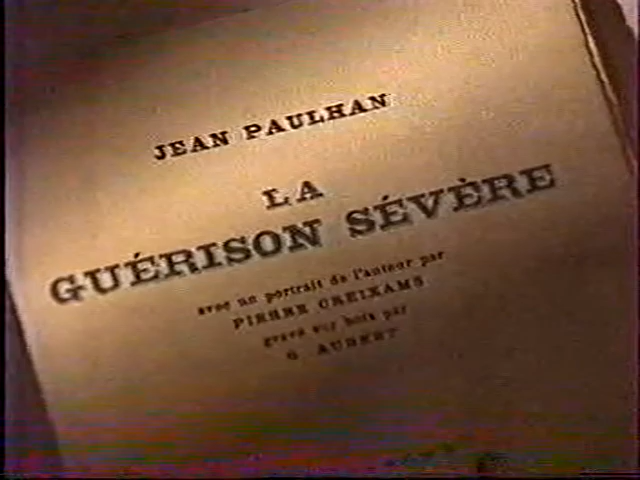 JEAN PAULHAN
LA
GUÉRISON SÉVÈRE
avec un portrait de l'auteur par
PIERRE CREIXAMS
gravé sur bois par
G. AUBERT